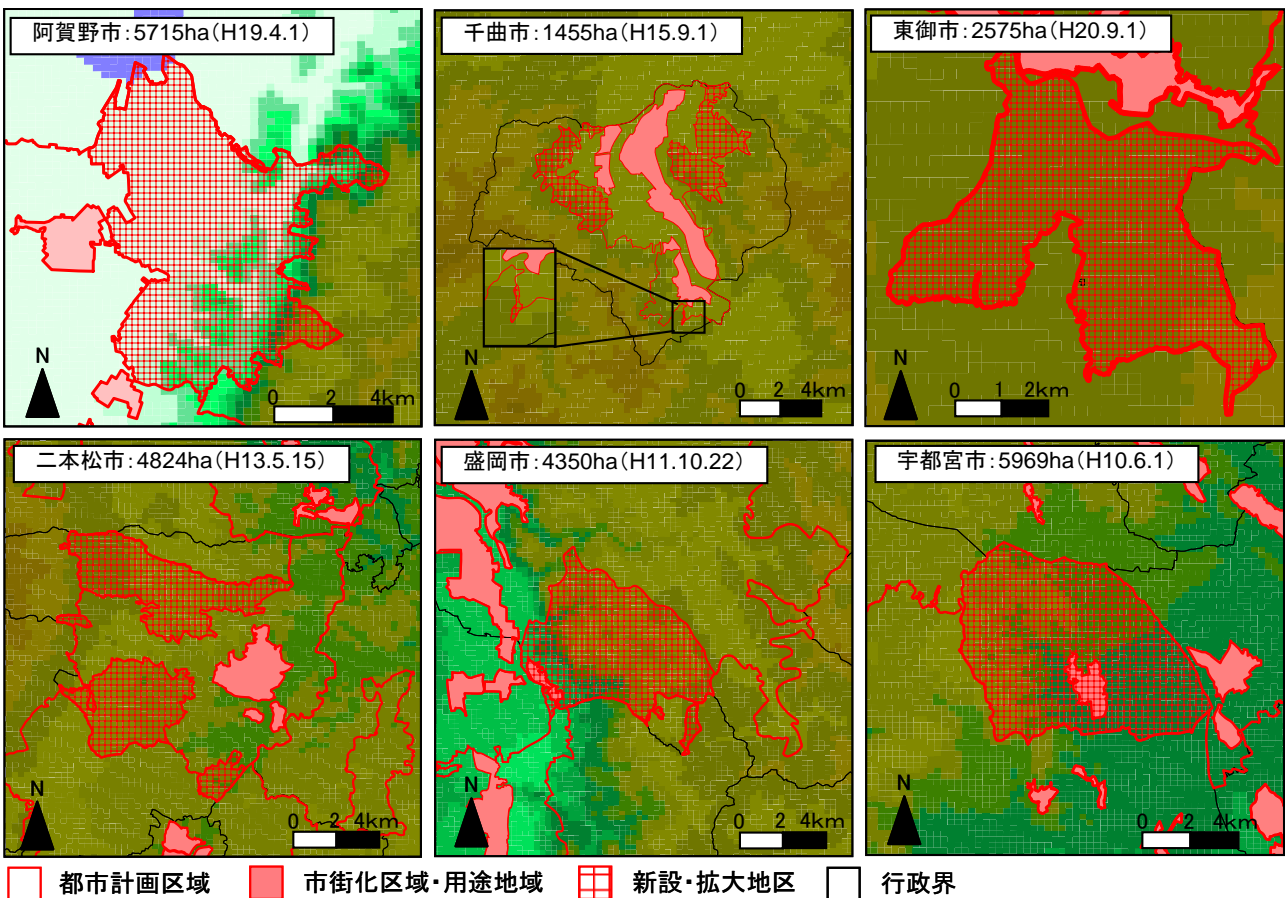 阿賀野市：5715ha（H19.4.1）
千曲市：1455ha（H15.9.1）
東御市：2575ha（H20.9.1）
N
0 2 4km
N
0 2 4km
N
0 1 2km
二本松市：4824ha（H13.5.15）
盛岡市：4350ha（H11.10.22）
宇都宮市：5969ha（H10.6.1）
N
0 2 4km
N
0 2 4km
N
0 2 4km
都市計画区域 市街化区域・用途地域 新設・拡大地区 行政界